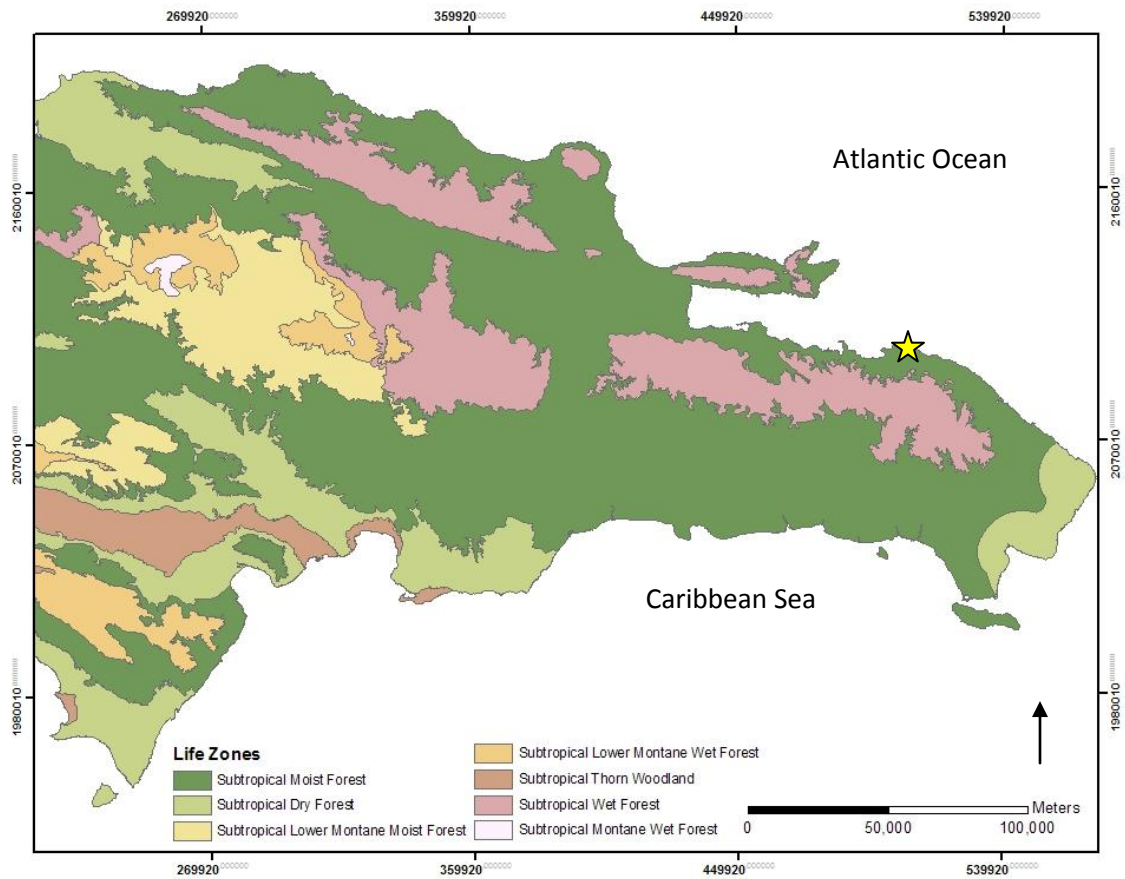 269920 359920 449920 539920
Atlantic Ocean
2160010 2160010
2070010 2070010
Caribbean Sea
1980010 1980010
Life Zones
Subtropical Moist Forest
Subtropical Dry Forest
Subtropical Lower Montane Moist Forest
Subtropical Lower Montane Wet Forest
Subtropical Thorn Woodland
Subtropical Wet Forest
Subtropical Montane Wet Forest
Meters
0 50,000 100,000
269920 359920 449920 539920